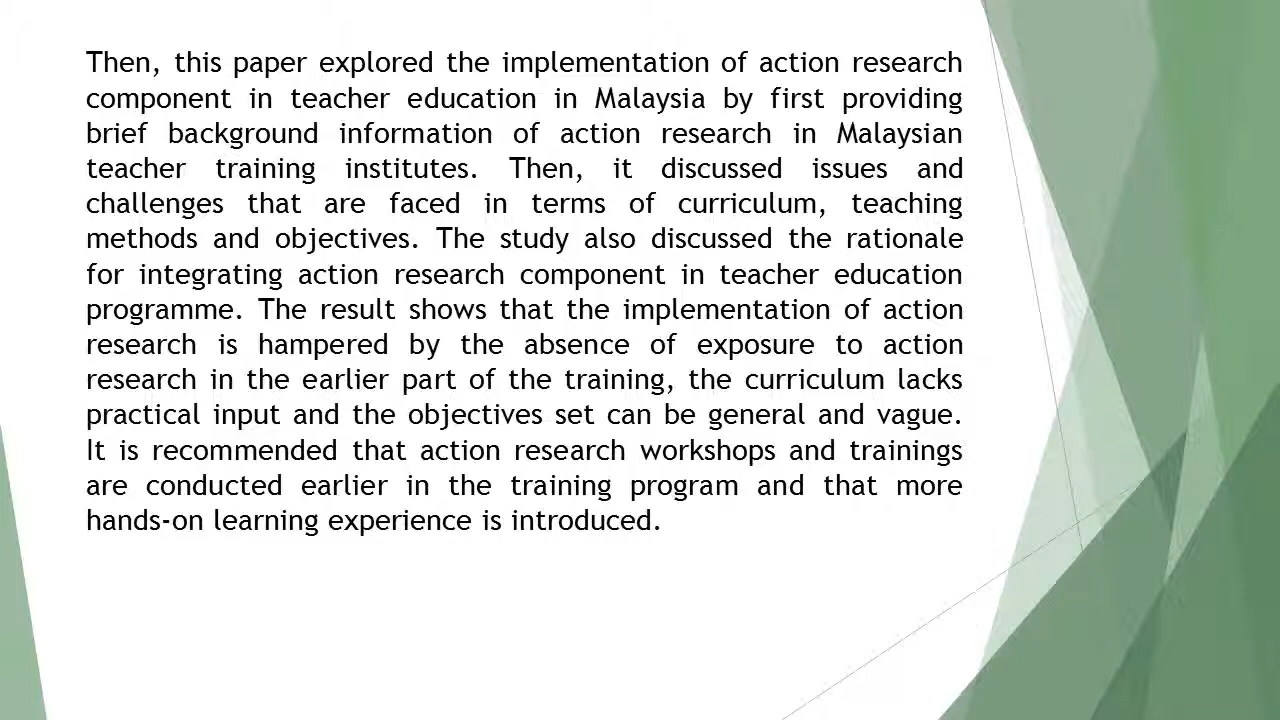 Then, this paper explored the implementation of action research
component in teacher education in Malaysia by first providing
brief background information of action research in Malaysian
teacher training institutes. Then, it discussed issues and
challenges that are faced in terms of curriculum, teaching
methods and objectives. The study also discussed the rationale
for integrating action research component in teacher education
programme. The result shows that the implementation of action
research is hampered by the absence of exposure to action
research in the earlier part of the training, the curriculum lacks
practical input and the objectives set can be general and vague.
It is recommended that action research workshops and trainings
are conducted earlier in the training program and that more
hands-on learning experience is introduced.